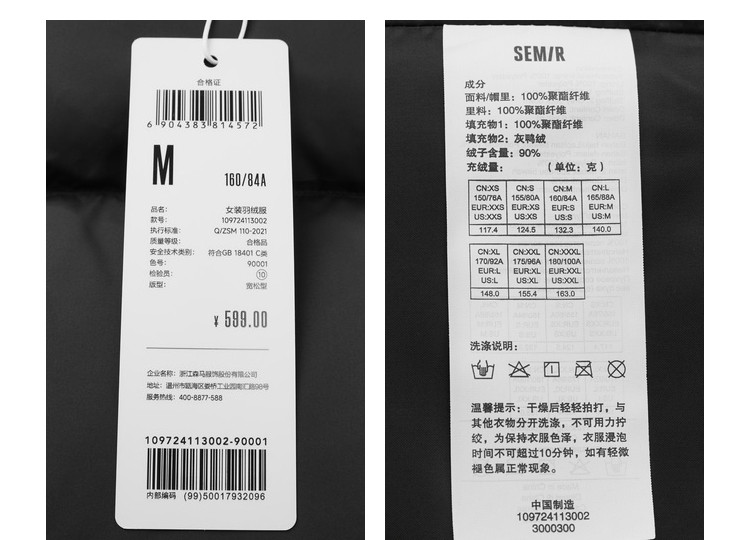 合格证
6 904383 814572
M
160/84A
品名: 女装羽绒服
款号: 109724113002
执行标准: Q/ZSM 110-2021
质量等级: 合格品
安全技术类别: 符合GB 18401 C类
色号: 90001
检验员: 10
版型: 宽松型
¥ 599.00
企业名称: 浙江森马服饰股份有限公司
地址: 温州市瓯海区娄桥工业园南汇路98号
服务热线: 400-8877-588
109724113002-90001
内部编码 (99)50017932096
SEM/R
成分
面料/帽里: 100%聚酯纤维
里料: 100%聚酯纤维
填充物1: 100%聚酯纤维
填充物2: 灰鸭绒
绒子含量: 90%
充绒量: (单位: 克)
CN:XS CN:S CN:M CN:L
150/76A 155/80A 160/84A 165/88A
EUR:XXS EUR:XS EUR:S EUR:M
US:XXS US:XS US:S US:M
117.4 124.5 132.3 140.0
CN:XL CN:XXL CN:XXXL
170/92A 175/96A 180/100A
EUR:L EUR:XL EUR:XXL
US:L US:XL US:XXL
148.0 155.4 163.0
洗涤说明:
温馨提示: 干燥后轻轻拍打, 与
其他衣物分开洗涤, 不可用力拧
绞, 为保持衣服色泽, 衣服浸泡
时间不可超过10分钟, 如有轻微
褪色属正常现象。
中国制造
109724113002
3000300